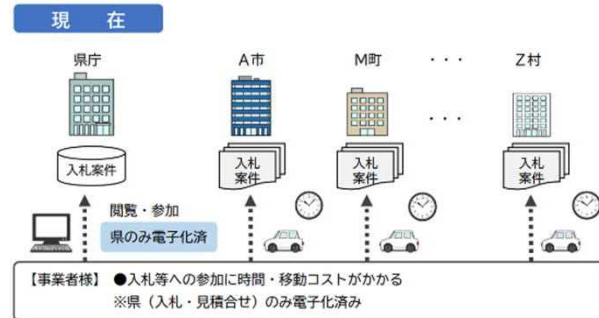 現 在
県庁 A市 M町 ・・・ Z村
・・・
入札案件
入札
案件
入札
案件
入札
案件
閲覧・参加
県のみ電子化済
【事業者様】 ●入札等への参加に時間・移動コストがかかる
※県（入札・見積合せ）のみ電子化済み